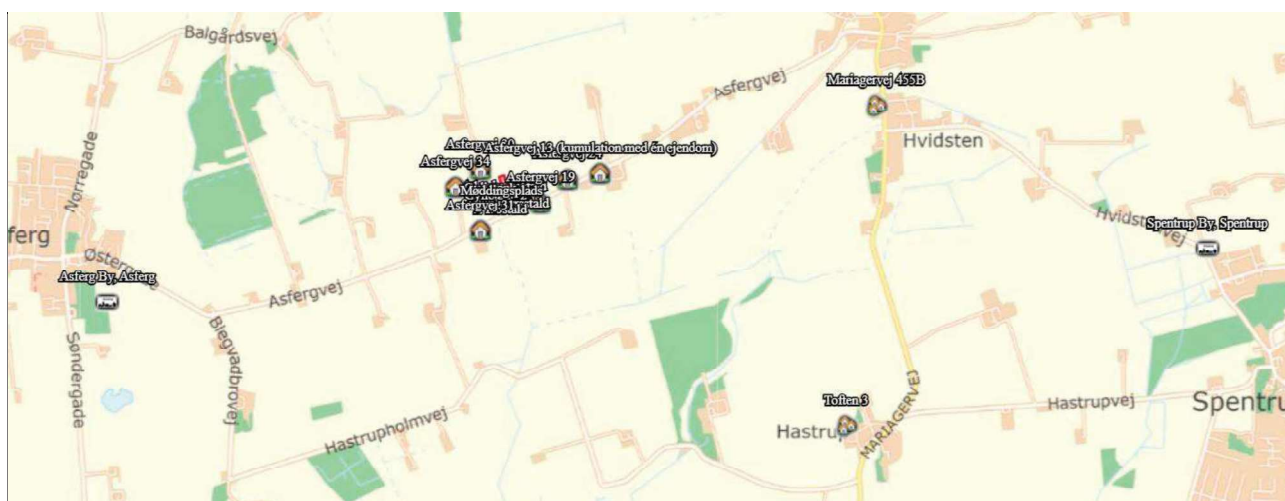 Balgårdsvej
Asfergvej
Mariagervej 455B
Nørregade
Hvidsten
Asfergvej 13 (kumulation med én ejendom)
Asfergvej 34
Asfergvej 19
Møddingsplads
Asfergvej 31
Hvidstenvej
Spentrup By, Spentrup
ferg
Asferg By, Asferg
Asfergvej
Blegvadbrovej
Søndergade
Toften 3
Hastrupvej
Hastrup
MARIAGERVEJ
Hastrupholmvej
Spentru